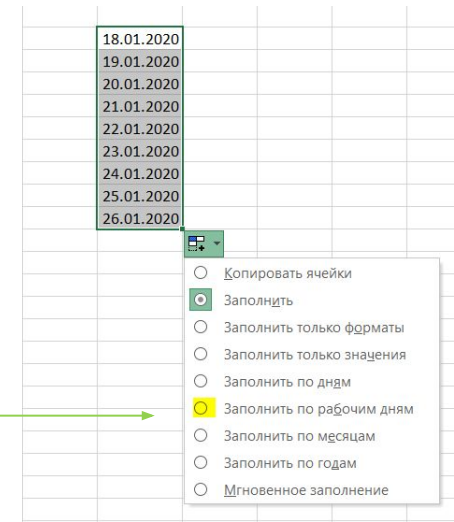 18.01.2020
19.01.2020
20.01.2020
21.01.2020
22.01.2020
23.01.2020
24.01.2020
25.01.2020
26.01.2020
Копировать ячейки
Заполнить
Заполнить только форматы
Заполнить только значения
Заполнить по дням
Заполнить по рабочим дням
Заполнить по месяцам
Заполнить по годам
Мгновенное заполнение